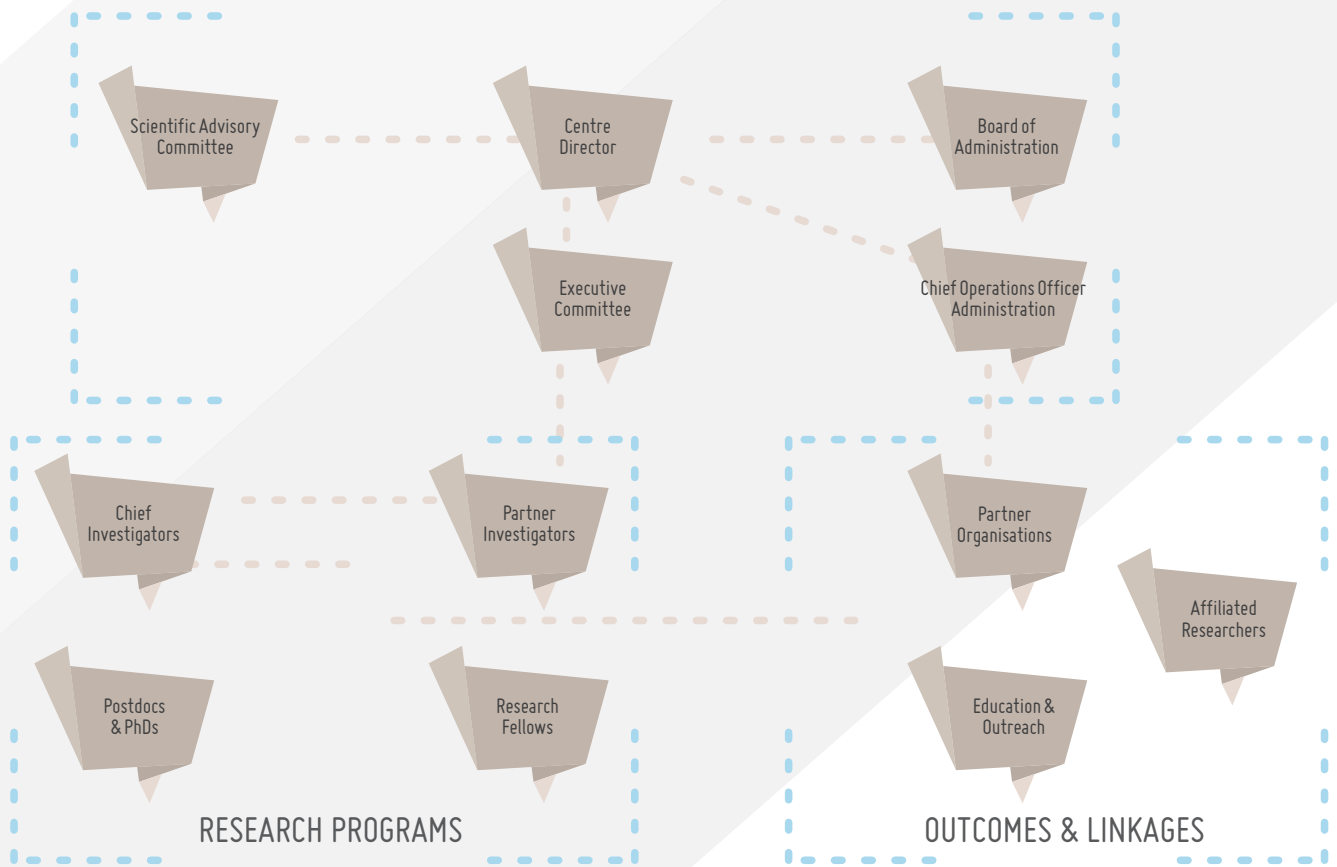 Scientific Advisory
Committee
Centre
Director
Board of
Administration
Executive
Committee
Chief Operations Officer
Administration
Chief
Investigators
Partner
Investigators
Partner
Organisations
Affiliated
Researchers
Postdocs
& PhDs
Research
Fellows
Education &
Outreach
RESEARCH PROGRAMS
OUTCOMES & LINKAGES